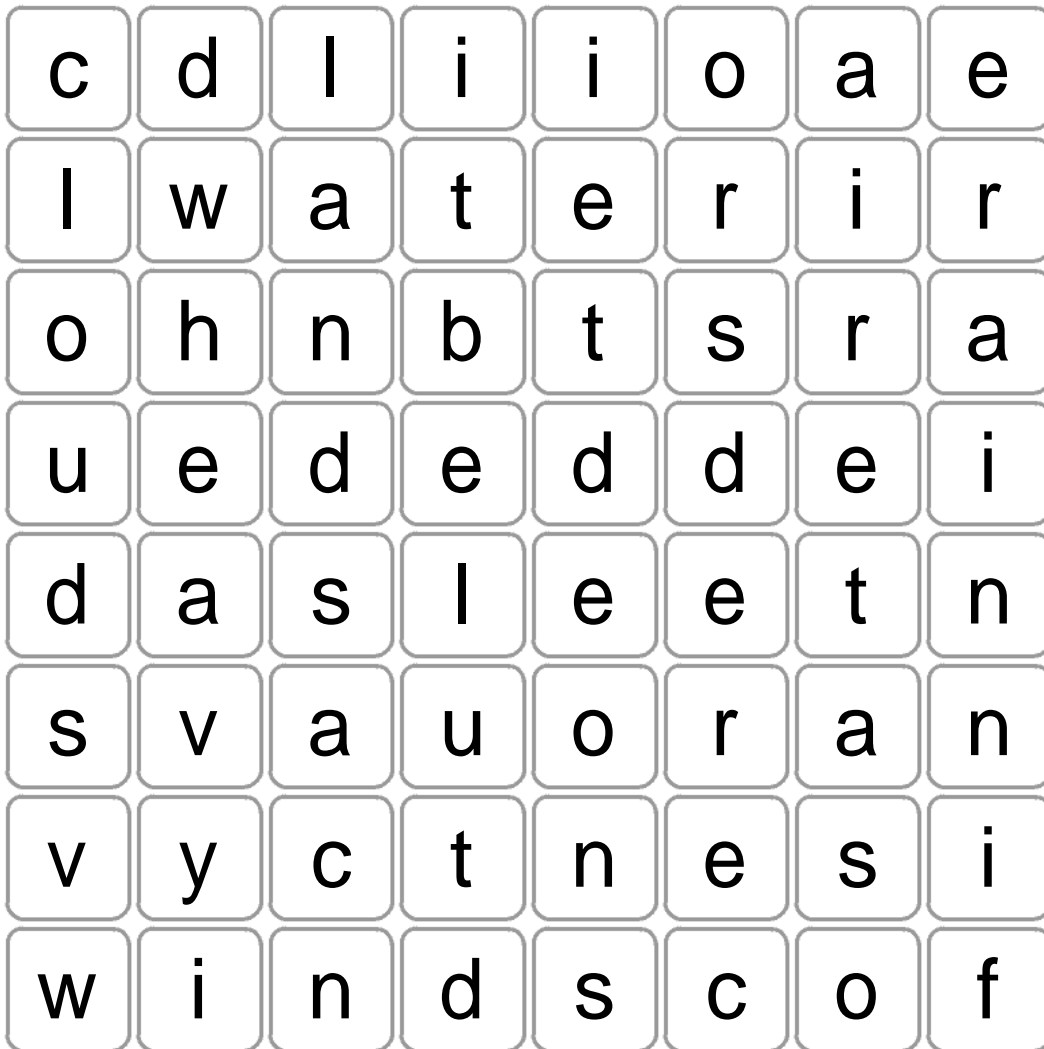 c d l i i o a e
l w a t e r i r
o h n b t s r a
u e d e d d e i
d a s l e e t n
s v a u o r a n
v y c t n e s i
w i n d s c o f